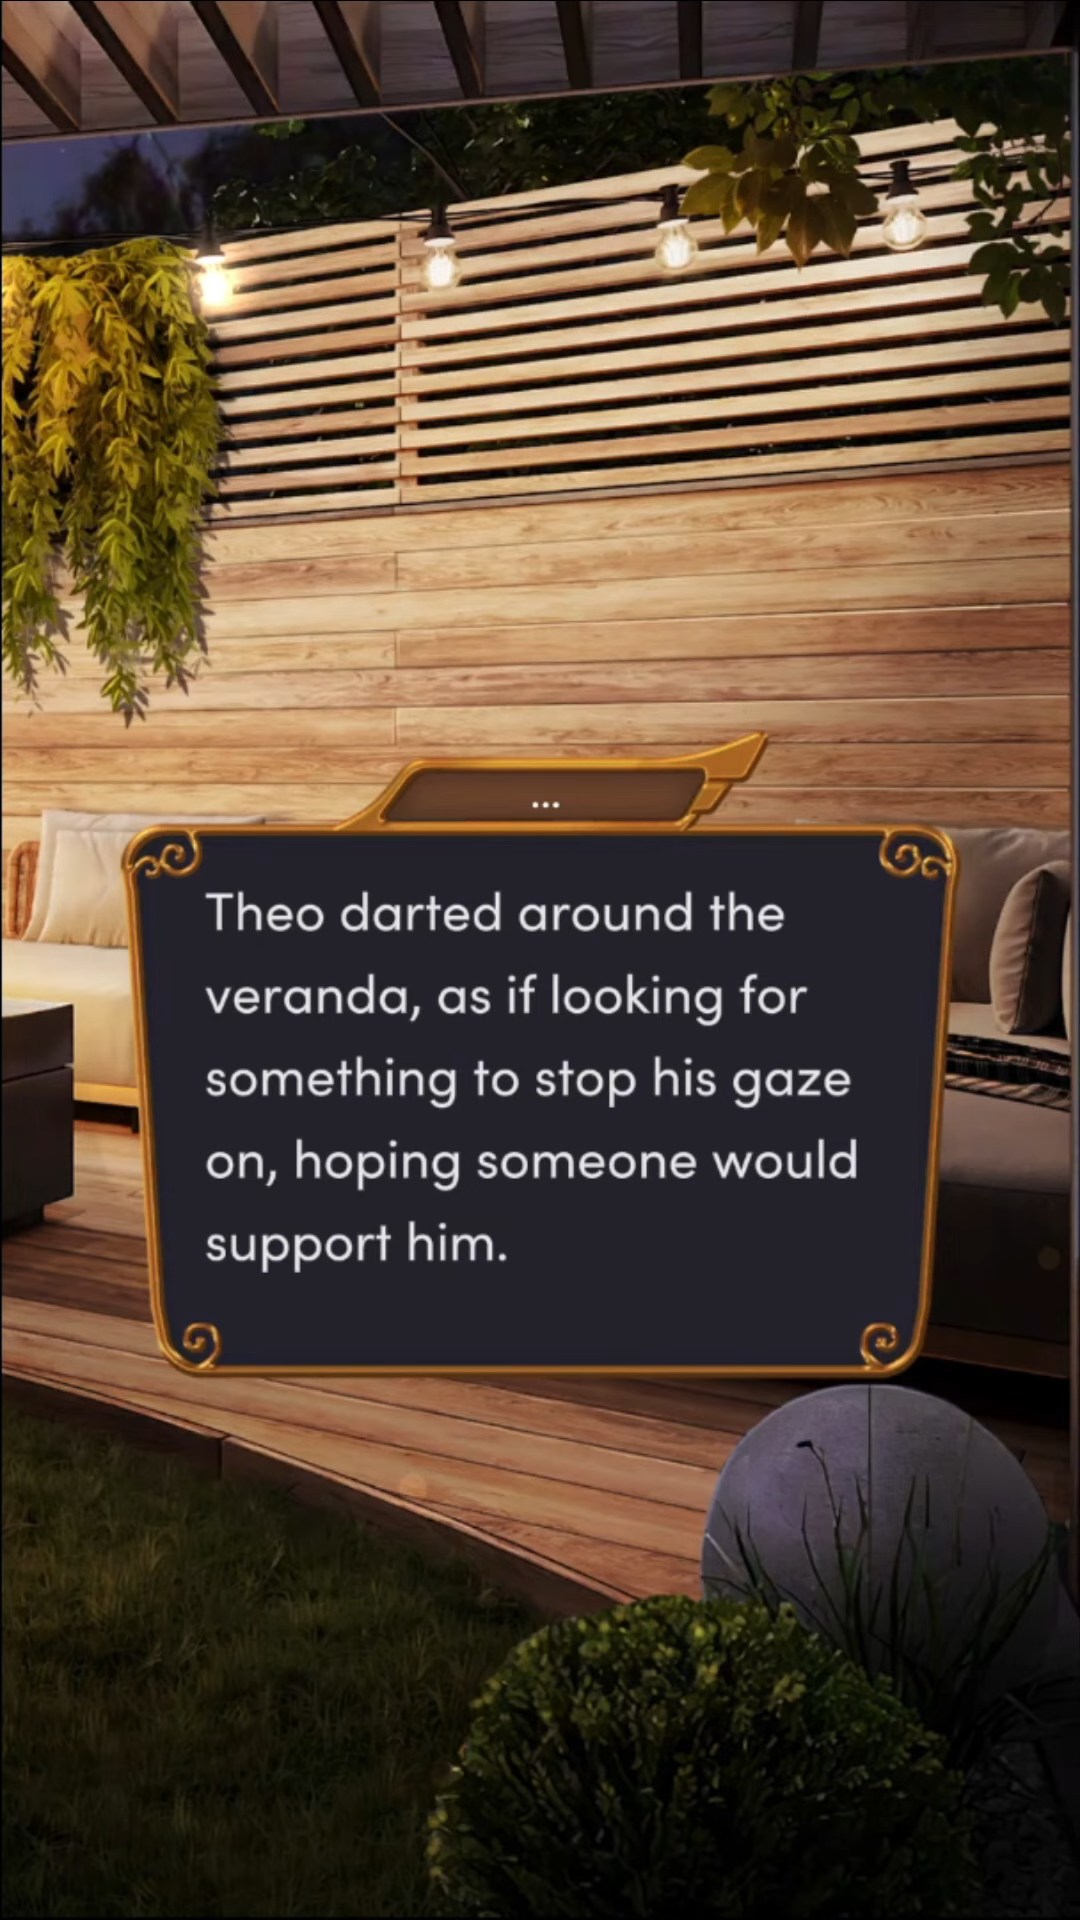 ...
Theo darted around the
veranda, as if looking for
something to stop his gaze
on, hoping someone would
support him.